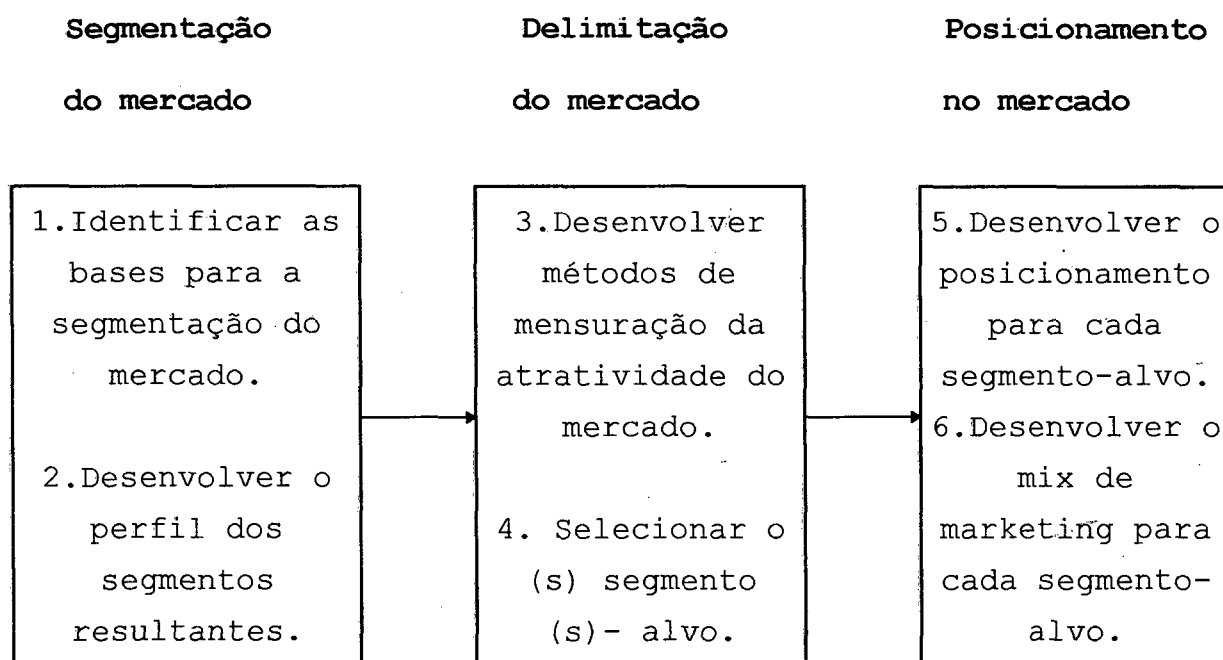 Segmentação
do mercado
Delimitação
do mercado
Posicionamento
no mercado
1.Identificar as
bases para a
segmentação do
mercado.
2.Desenvolver o
perfil dos
segmentos
resultantes.
3.Desenvolver
métodos de
mensuração da
atratividade do
mercado.
4. Selecionar o
(s) segmento
(s)- alvo.
5.Desenvolver o
posicionamento
para cada
segmento-alvo.
6.Desenvolver o
mix de
marketing para
cada segmento-
alvo.